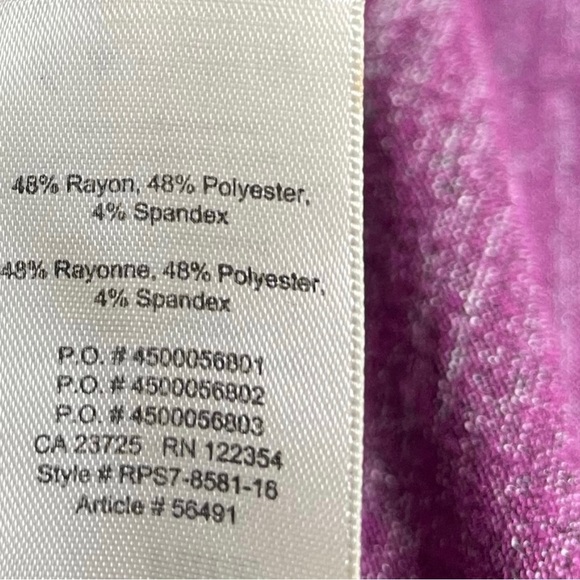 48% Rayon, 48% Polyester,
4% Spandex
48% Rayonne, 48% Polyester,
4% Spandex
P.O. # 4500056801
P.O. # 4500056802
P.O. # 4500056803
CA 23725 RN 122354
Style # RPS7-8581-16
Article # 56491